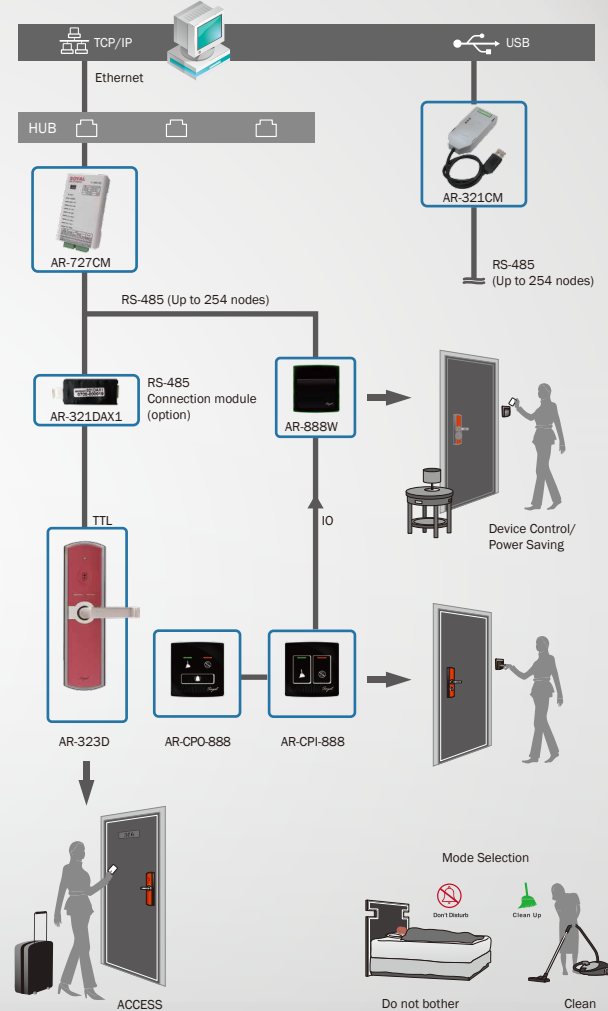 TCP/IP
USB
Ethernet
HUB
AR-727CM
AR-321CM
RS-485
(Up to 254 nodes)
RS-485 (Up to 254 nodes)
AR-321DAX1
RS-485
Connection module
(option)
AR-888W
TTL
IO
Device Control/
Power Saving
AR-323D
AR-CPO-888
AR-CPI-888
Mode Selection
Don't Disturb
Clean Up
ACCESS
Do not bother
Clean